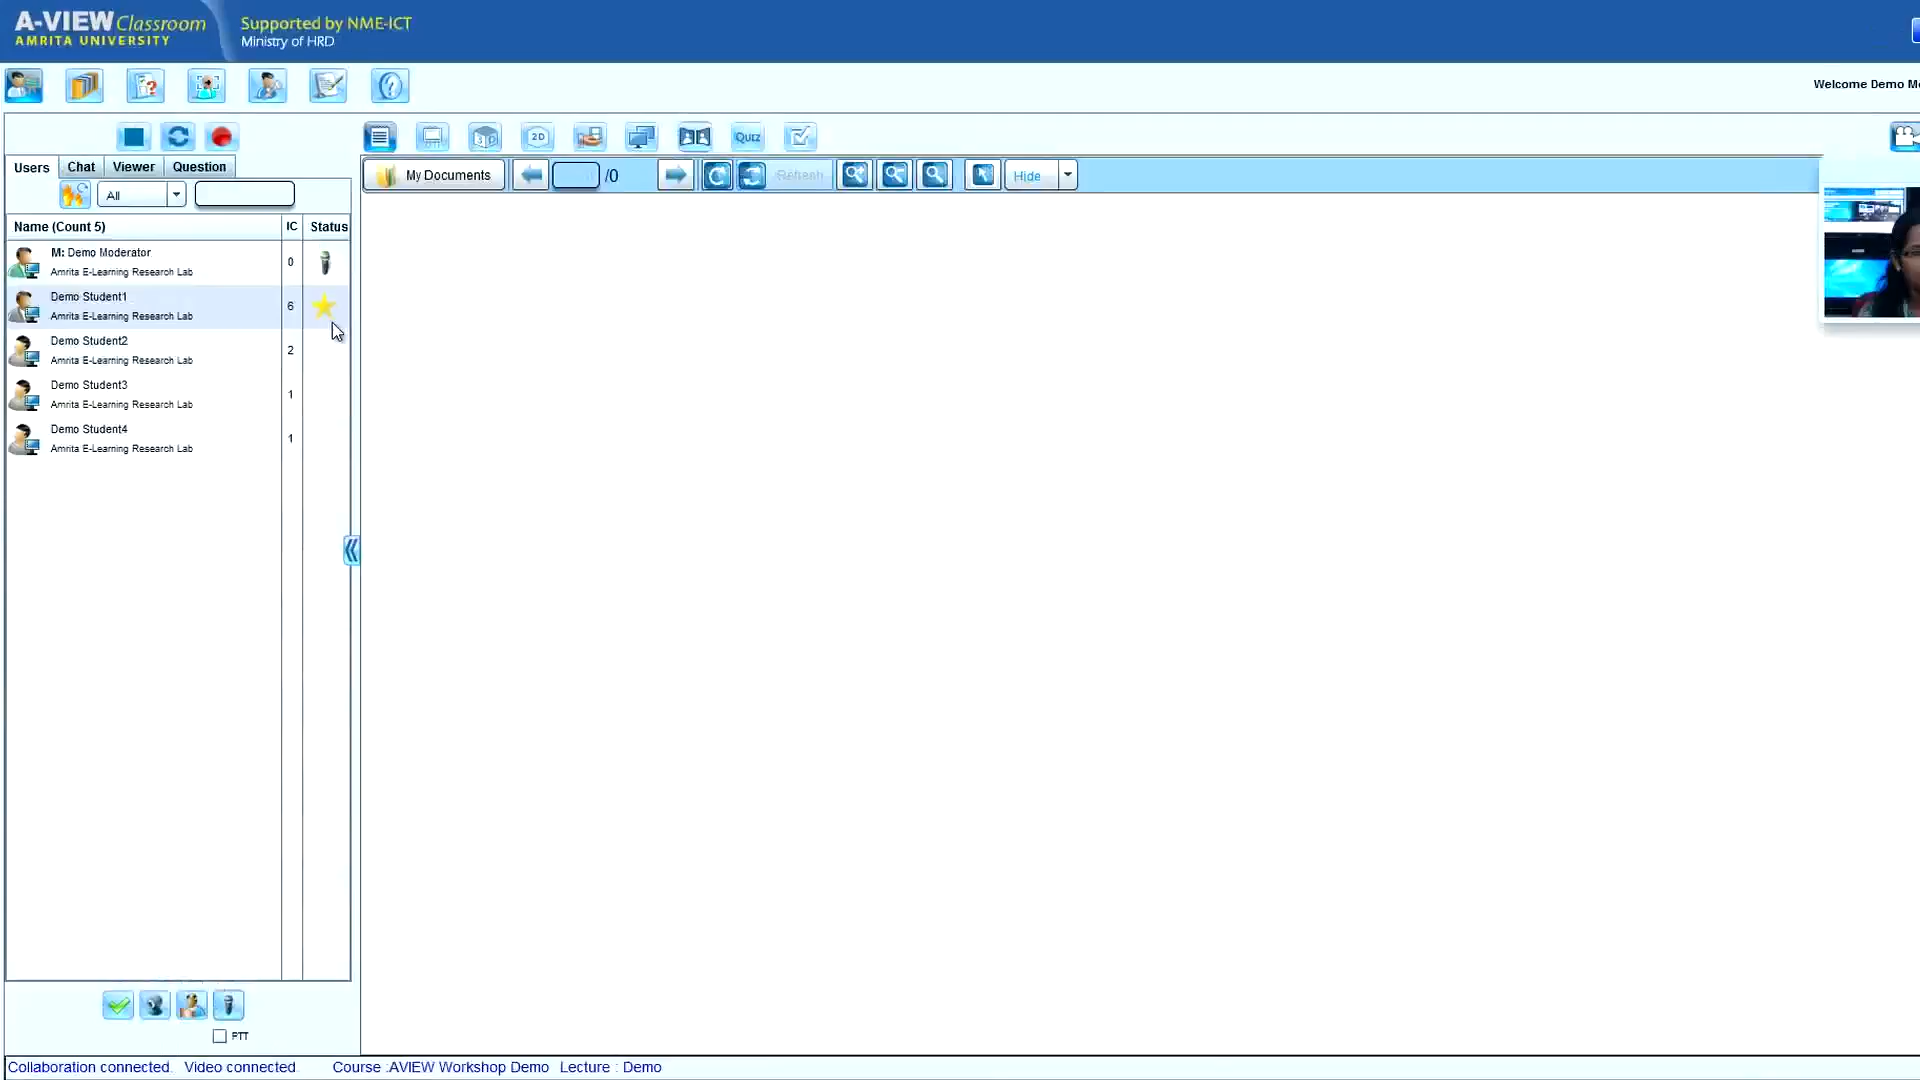 A-VIEW Classroom
AMRITA UNIVERSITY
Supported by NME-ICT
Ministry of HRD
Welcome Demo M
2D
3D
Quiz
Users
Chat
Viewer
Question
My Documents
/0
Refresh
Hide
All
Name (Count 5)
IC
Status
M: Demo Moderator
Amrita E-Learning Research Lab
0
Demo Student1
Amrita E-Learning Research Lab
6
Demo Student2
Amrita E-Learning Research Lab
2
Demo Student3
Amrita E-Learning Research Lab
1
Demo Student4
Amrita E-Learning Research Lab
1
PTT
Collaboration connected. Video connected. Course :AVIEW Workshop Demo Lecture : Demo